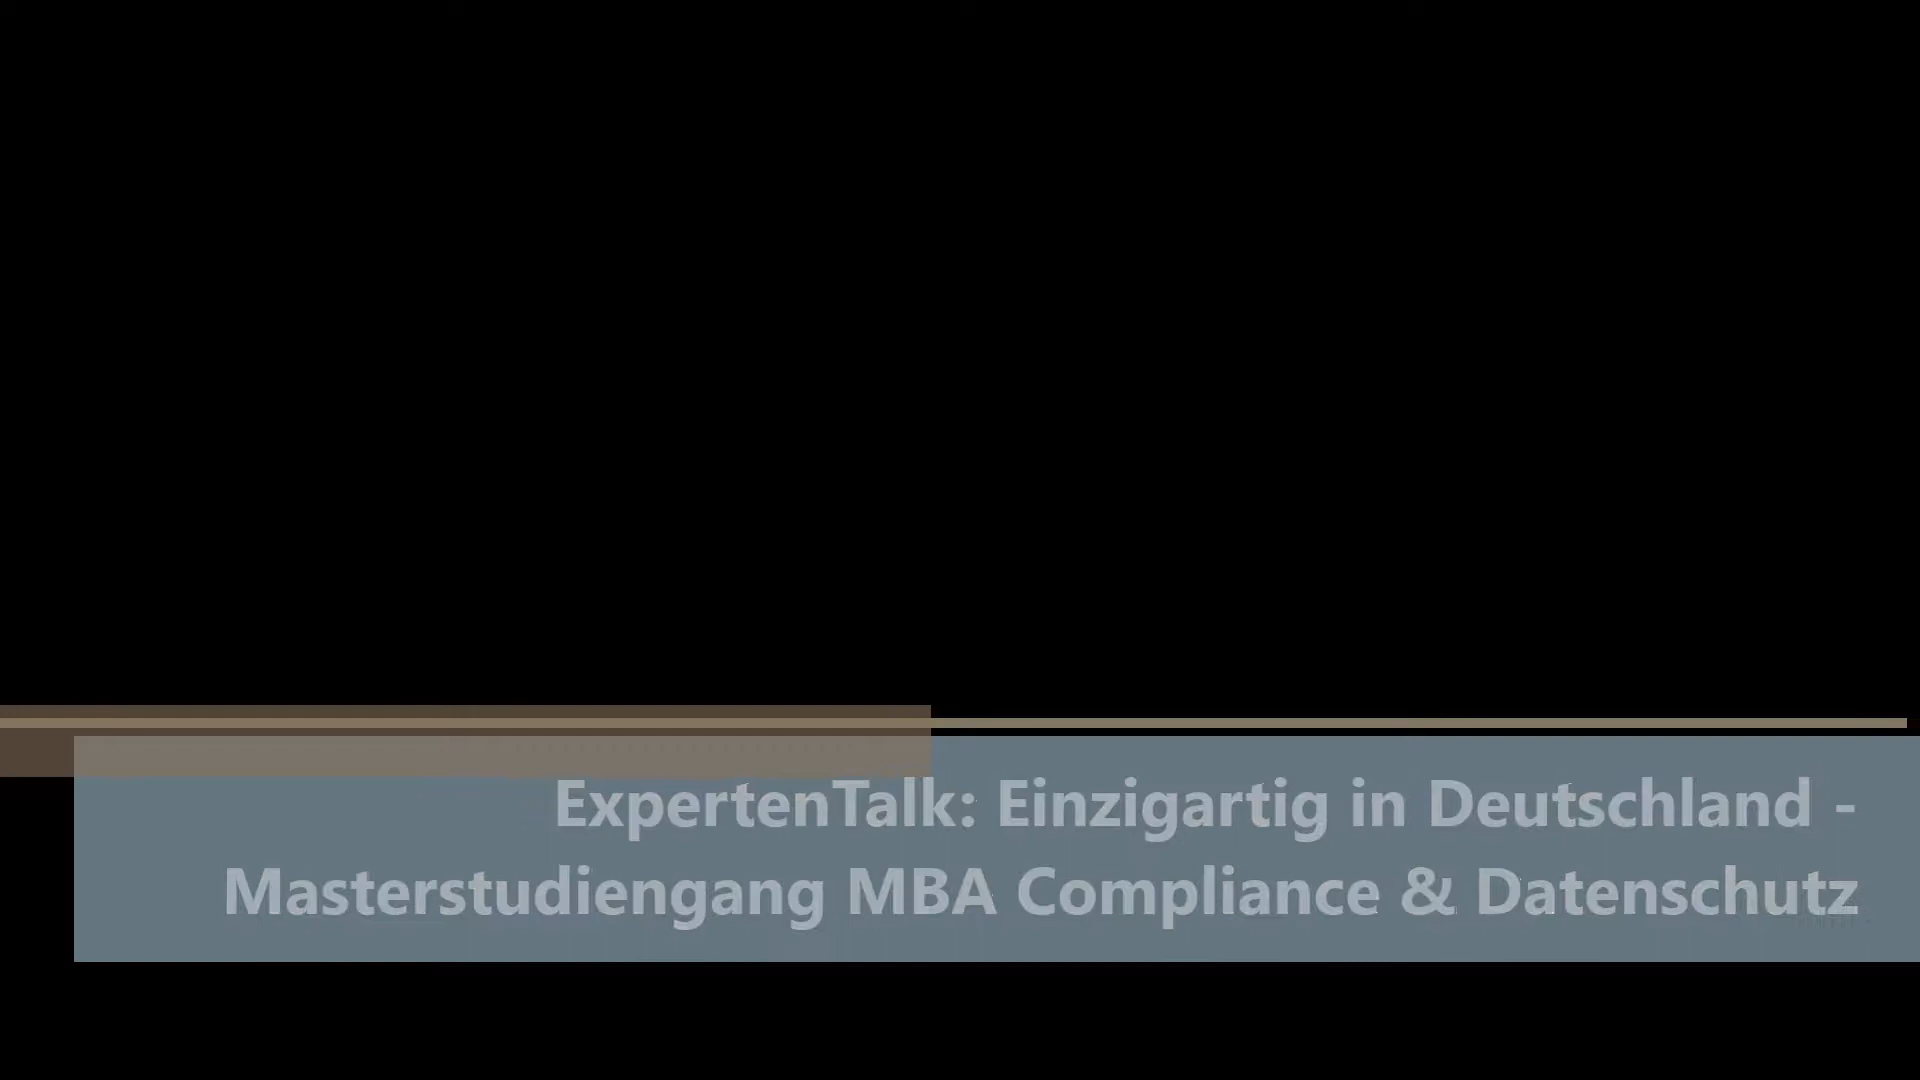 ExpertenTalk: Einzigartig in Deutschland -
Masterstudiengang MBA Compliance & Datenschutz